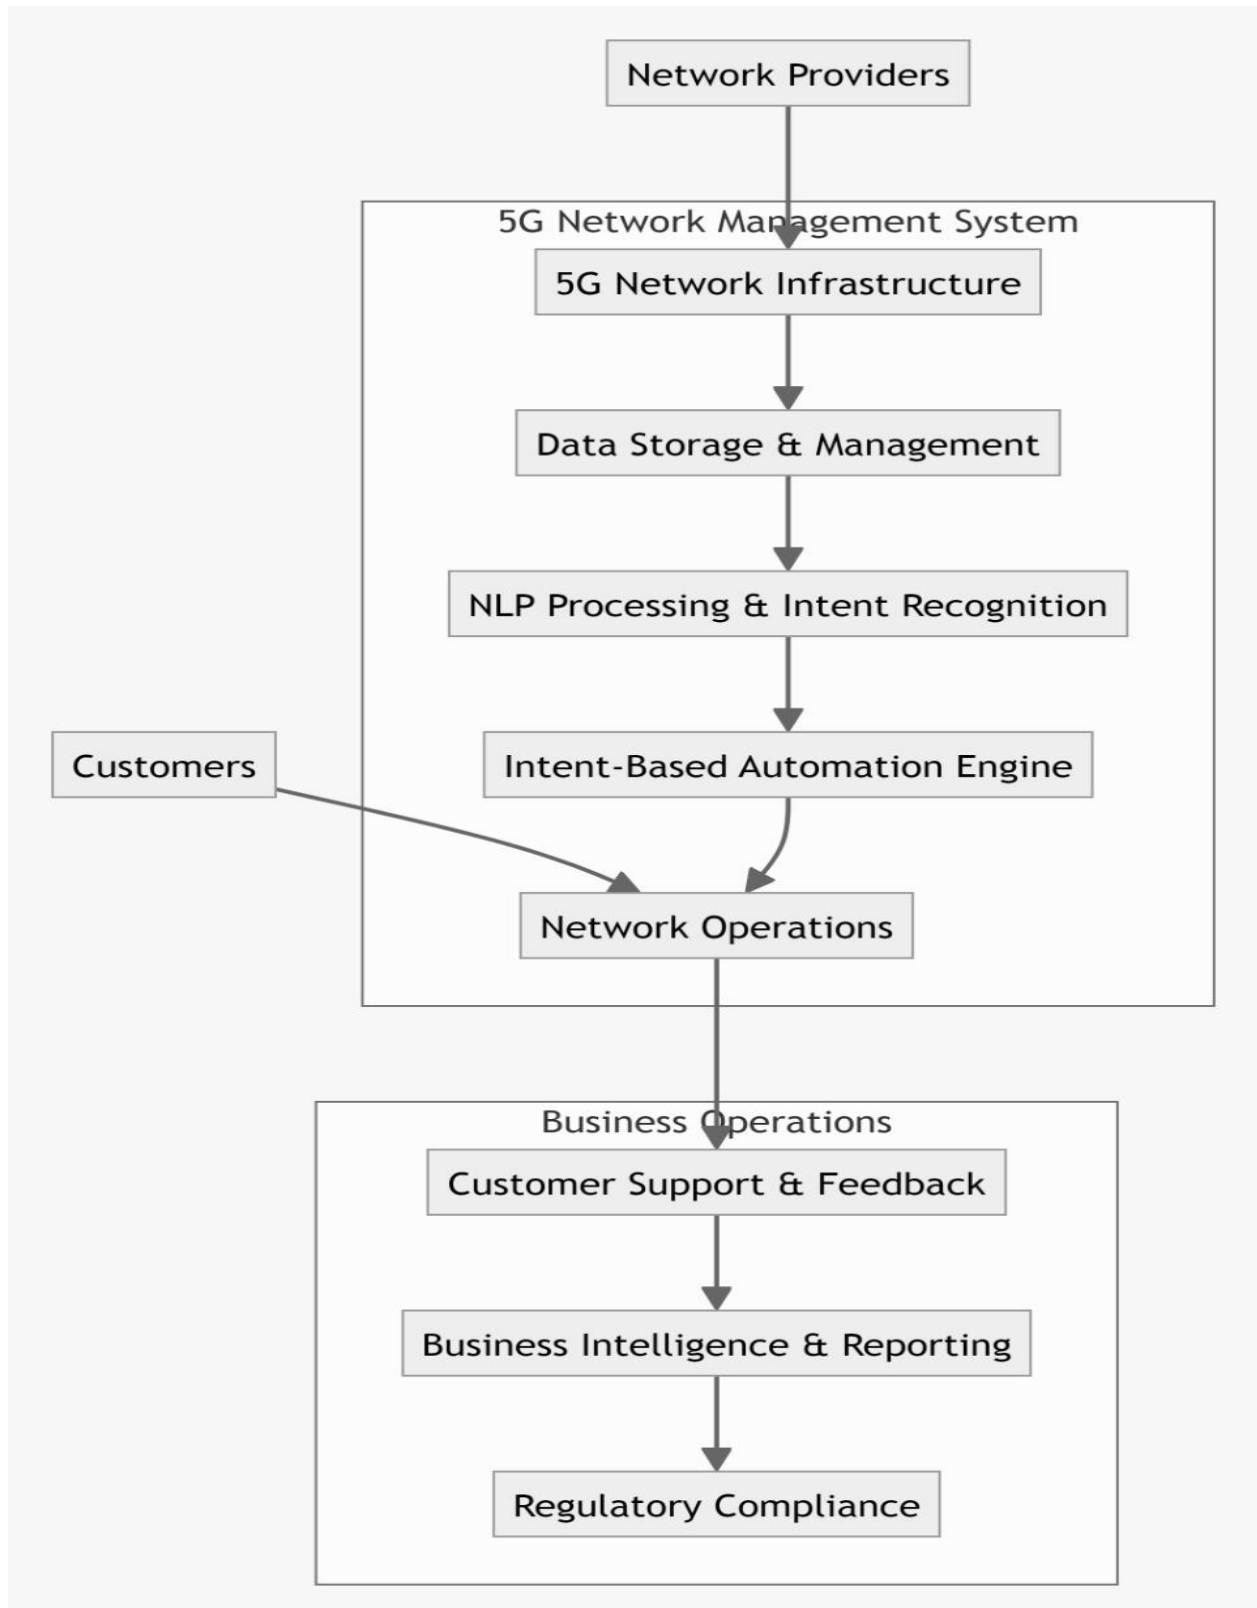 Network Providers
5G Network Management System
5G Network Infrastructure
Data Storage & Management
NLP Processing & Intent Recognition
Customers
Intent-Based Automation Engine
Network Operations
Business Operations
Customer Support & Feedback
Business Intelligence & Reporting
Regulatory Compliance